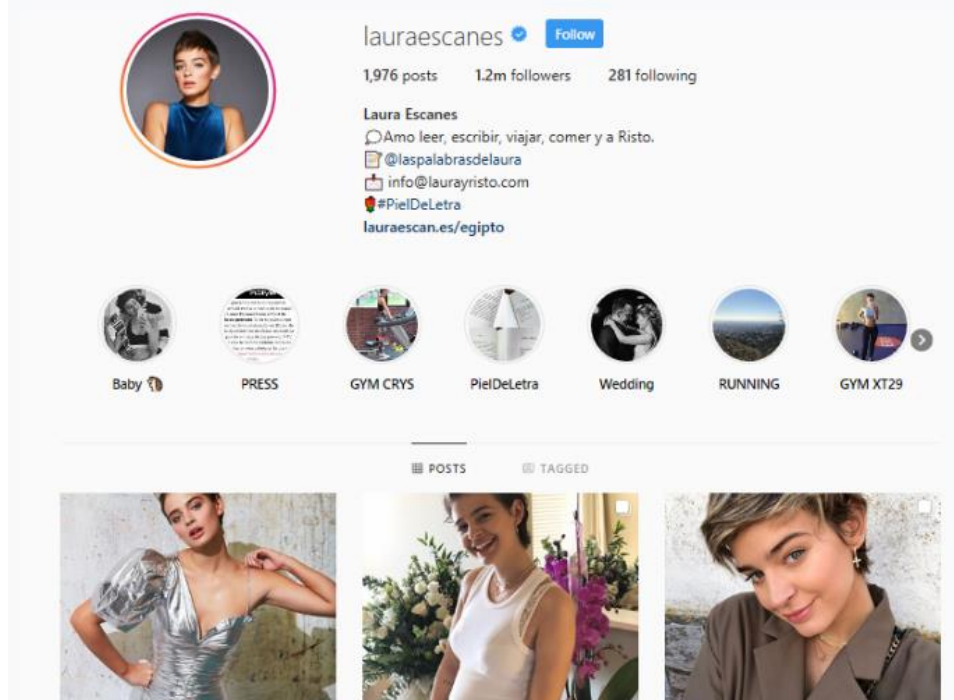 lauraescanes Follow
1,976 posts 1.2m followers 281 following
Laura Escanes
Amo leer, escribir, viajar, comer y a Risto.
@laspalabrasdelaura
info@laurayristo.com
#PielDeLetra
lauraescan.es/egipto
Baby PRESS GYM CRYS PielDeLetra Wedding RUNNING GYM XT29
POSTS TAGGED